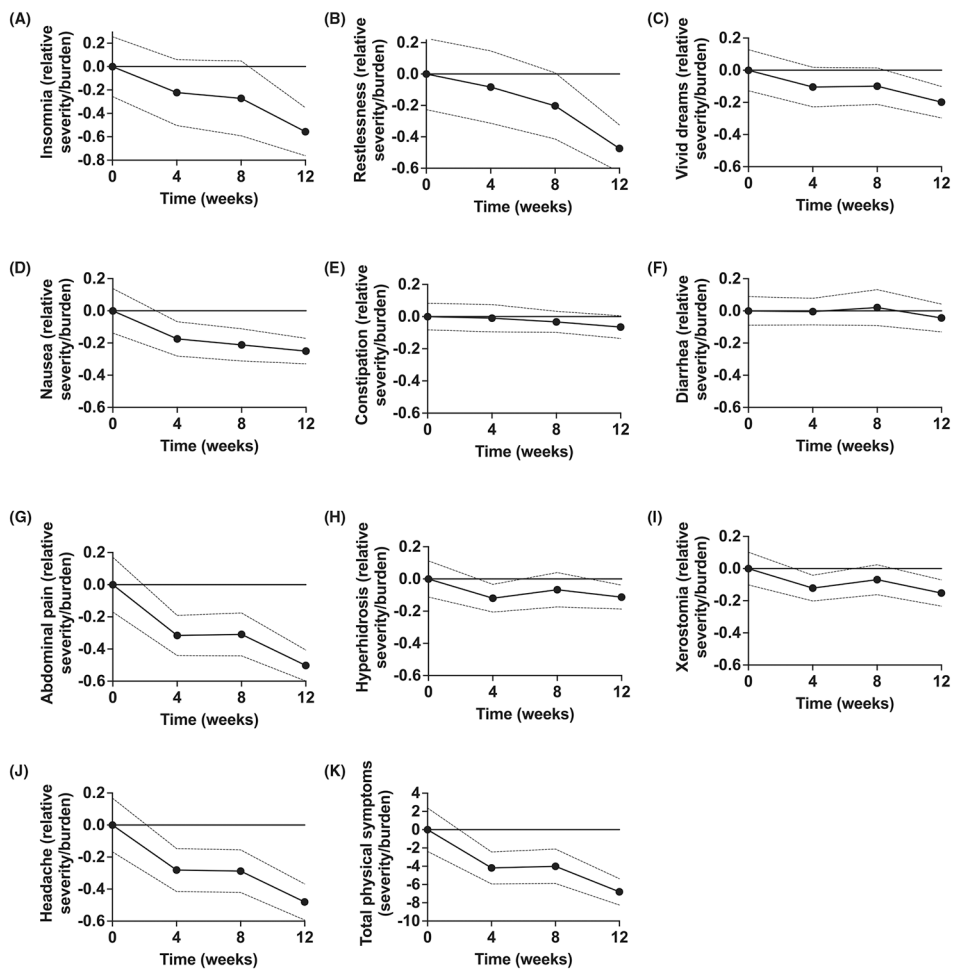 (A)
Insomnia (relative
severity/burden)
0.2
0.0
-0.2
-0.4
-0.6
-0.8
0 4 8 12
Time (weeks)
(B)
Restlessness (relative
severity/burden)
0.2
0.0
-0.2
-0.4
-0.6
0 4 8 12
Time (weeks)
(C)
Vivid dreams (relative
severity/burden)
0.2
0.0
-0.2
-0.4
-0.6
0 4 8 12
Time (weeks)
(D)
Nausea (relative
severity/burden)
0.2
0.0
-0.2
-0.4
-0.6
0 4 8 12
Time (weeks)
(E)
Constipation (relative
severity/burden)
0.2
0.0
-0.2
-0.4
-0.6
0 4 8 12
Time (weeks)
(F)
Diarrhea (relative
severity/burden)
0.2
0.0
-0.2
-0.4
-0.6
0 4 8 12
Time (weeks)
(G)
Abdominal pain (relative
severity/burden)
0.2
0.0
-0.2
-0.4
-0.6
0 4 8 12
Time (weeks)
(H)
Hyperhidrosis (relative
severity/burden)
0.2
0.0
-0.2
-0.4
-0.6
0 4 8 12
Time (weeks)
(I)
Xerostomia (relative
severity/burden)
0.2
0.0
-0.2
-0.4
-0.6
0 4 8 12
Time (weeks)
(J)
Headache (relative
severity/burden)
0.2
0.0
-0.2
-0.4
-0.6
0 4 8 12
Time (weeks)
(K)
Total physical symptoms
(severity/burden)
4
2
0
-2
-4
-6
-8
-10
0 4 8 12
Time (weeks)